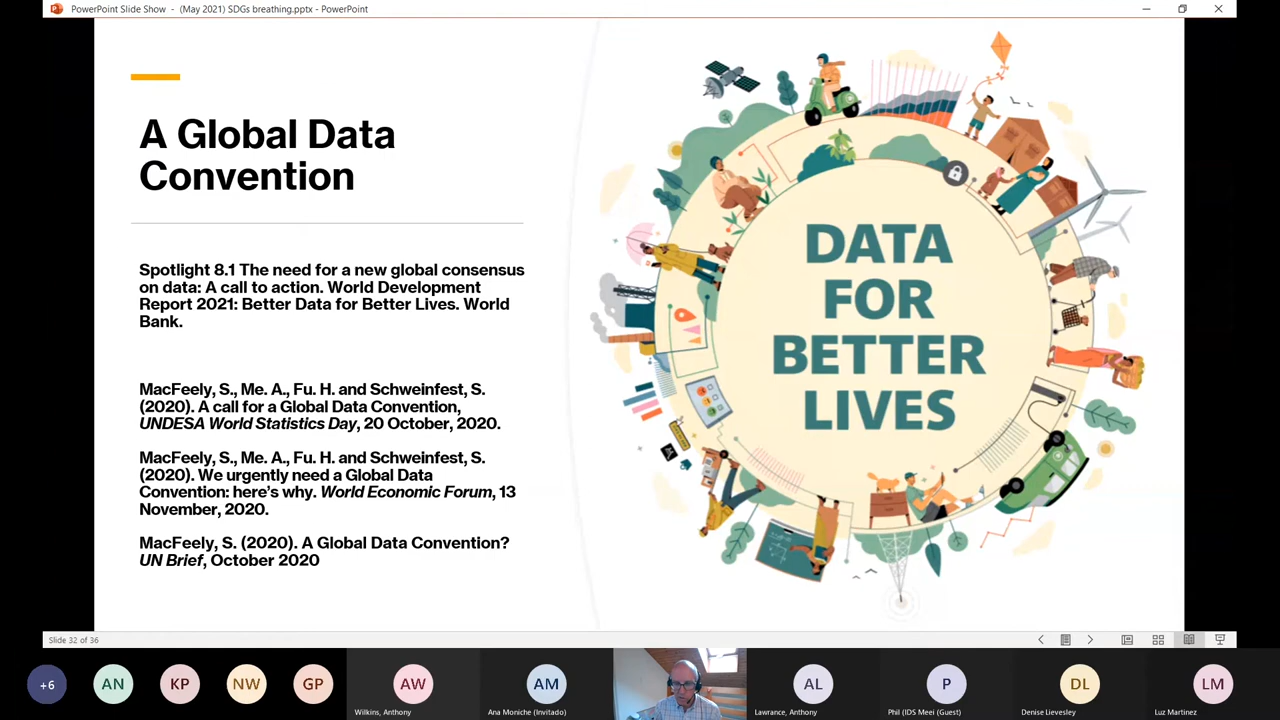 PowerPoint Slide Show - (May 2021) SDGs breathing.pptx - PowerPoint
A Global Data
Convention
Spotlight 8.1 The need for a new global consensus
on data: A call to action. World Development
Report 2021: Better Data for Better Lives. World
Bank.
MacFeely, S., Me. A., Fu. H. and Schweinfest, S.
(2020). A call for a Global Data Convention,
UNDESA World Statistics Day, 20 October, 2020.
MacFeely, S., Me. A., Fu. H. and Schweinfest, S.
(2020). We urgently need a Global Data
Convention: here’s why. World Economic Forum, 13
November, 2020.
MacFeely, S. (2020). A Global Data Convention?
UN Brief, October 2020
DATA
FOR
BETTER
LIVES
Slide 32 of 36
+6
AN
KP
NW
GP
AW
Wilkins, Anthony
AM
Ana Moniche (Invitado)
AL
Lawrance, Anthony
P
Phil (IDS Meei (Guest)
DL
Denise Lievesley
LM
Luz Martinez